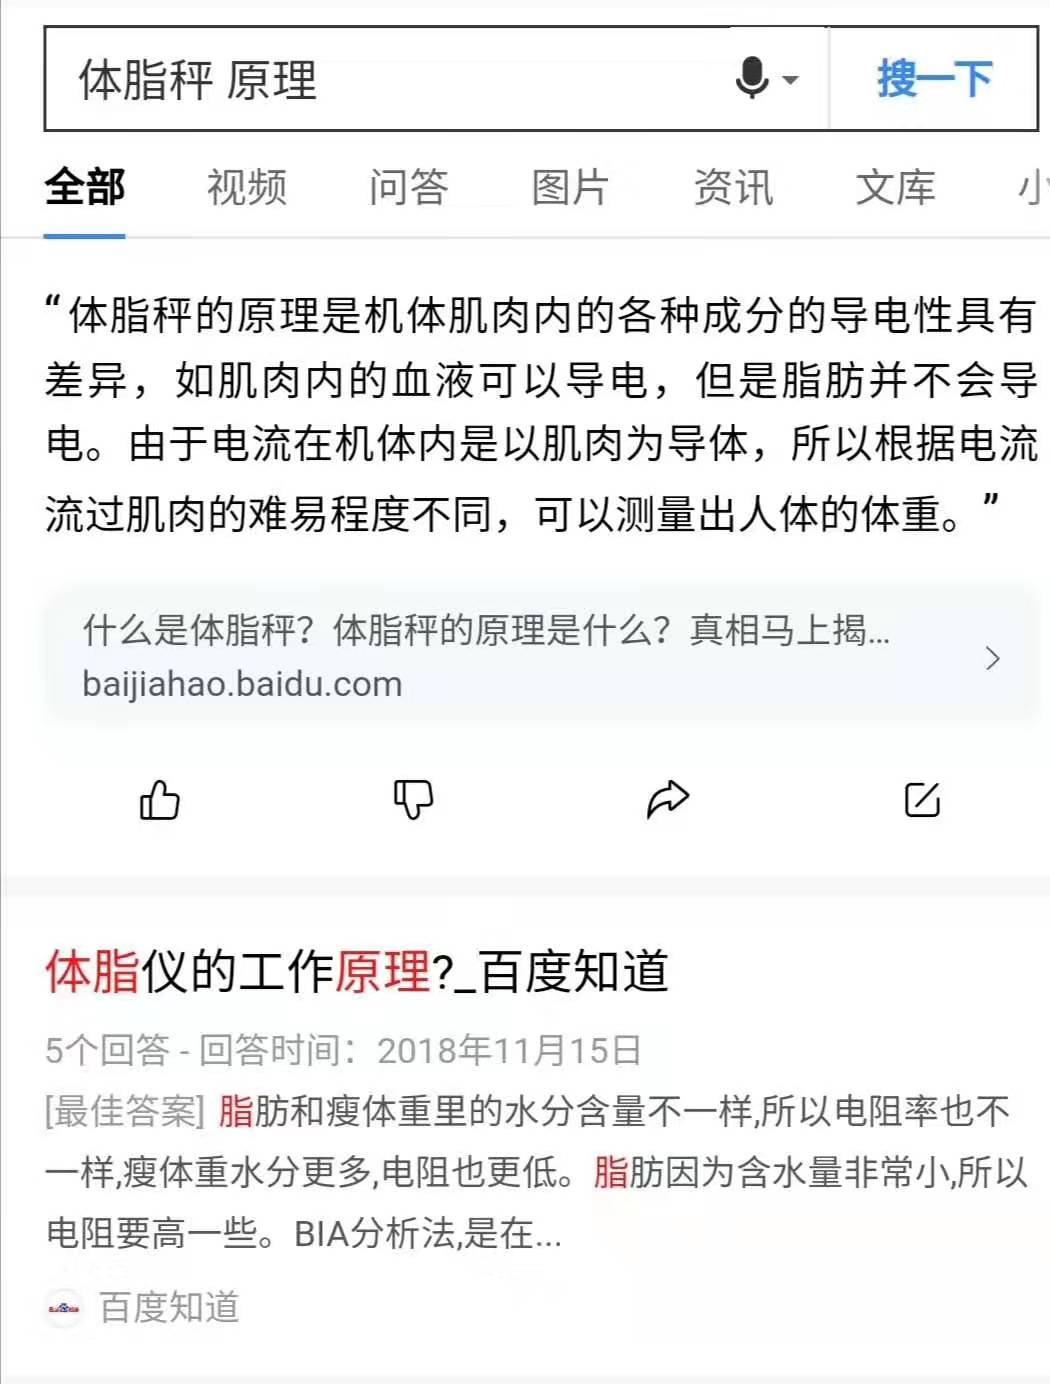 体脂秤 原理
搜一下
全部 视频 问答 图片 资讯 文库 小
“体脂秤的原理是机体肌肉内的各种成分的导电性具有
差异，如肌肉内的血液可以导电，但是脂肪并不会导
电。由于电流在机体内是以肌肉为导体，所以根据电流
流过肌肉的难易程度不同，可以测量出人体的体重。”
什么是体脂秤？体脂秤的原理是什么？真相马上揭...
baijiahao.baidu.com
体脂仪的工作原理?_百度知道
5个回答 - 回答时间：2018年11月15日
[最佳答案] 脂肪和瘦体重里的水分含量不一样,所以电阻率也不
一样,瘦体重水分更多,电阻也更低。脂肪因为含水量非常小,所以
电阻要高一些。BIA分析法,是在...
百度知道